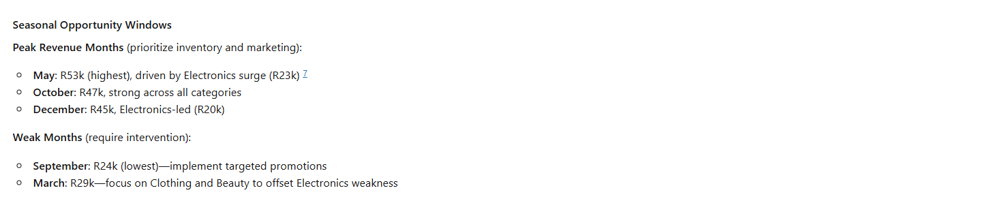 Seasonal Opportunity Windows
Peak Revenue Months (prioritize inventory and marketing):
○ May: R53k (highest), driven by Electronics surge (R23k) 7
○ October: R47k, strong across all categories
○ December: R45k, Electronics-led (R20k)
Weak Months (require intervention):
○ September: R24k (lowest)—implement targeted promotions
○ March: R29k—focus on Clothing and Beauty to offset Electronics weakness